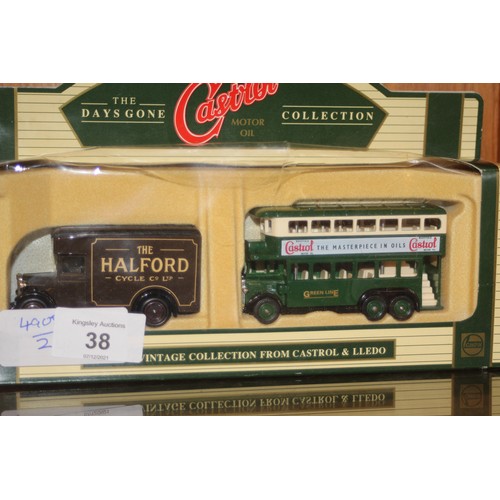 THE
DAYS GONE
Castrol
MOTOR
OIL
COLLECTION
THE
HALFORD
CYCLE CO LTD
Castrol THE MASTERPIECE IN OILS Castrol
GREEN LINE
Kingsley Auctions
38
VINTAGE COLLECTION FROM CASTROL & LLEDO